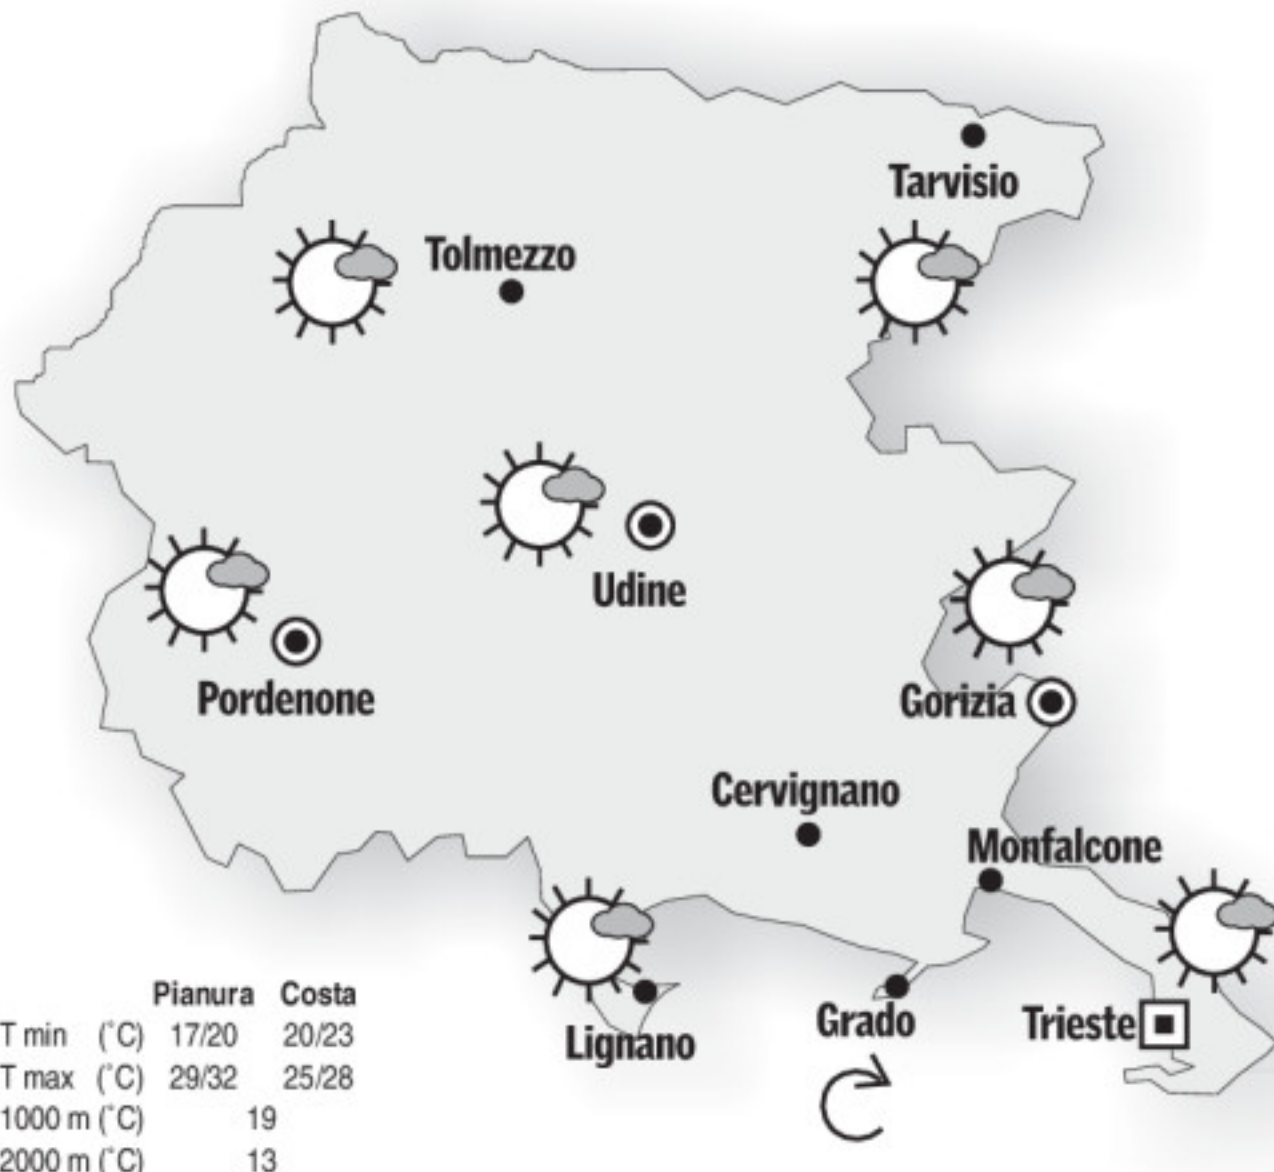 Tarvisio
Tolmezzo
Udine
Pordenone
Gorizia
Cervignano
Monfalcone
Lignano
Grado
Trieste
Pianura Costa
T min (°C) 17/20 20/23
T max (°C) 29/32 25/28
1000 m (°C) 19
2000 m (°C) 13